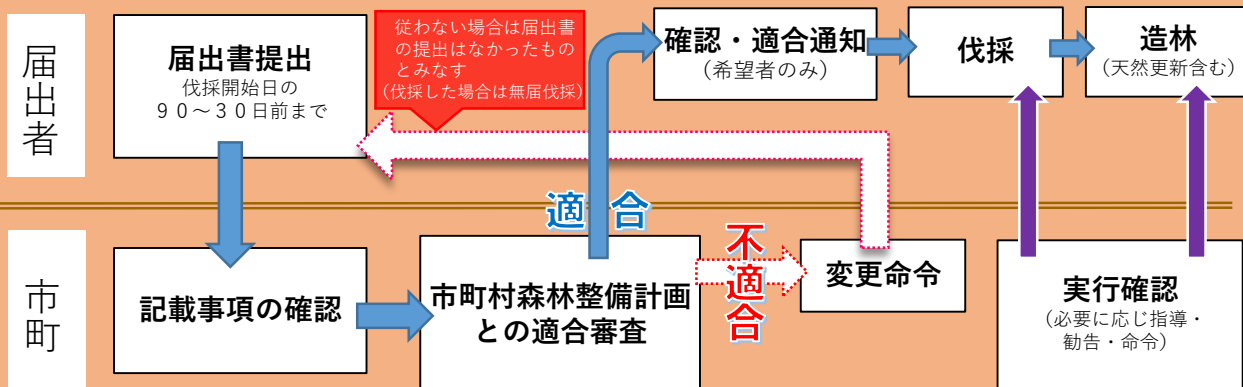 届出者
届出書提出
伐採開始日の
９０～３０日前まで
従わない場合は届出書
の提出はなかったもの
とみなす
(伐採した場合は無届伐採)
確認・適合通知
（希望者のみ）
伐採
造林
(天然更新含む)
適合
市町
記載事項の確認
市町村森林整備計画
との適合審査
不適合
変更命令
実行確認
（必要に応じ指導・
勧告・命令）